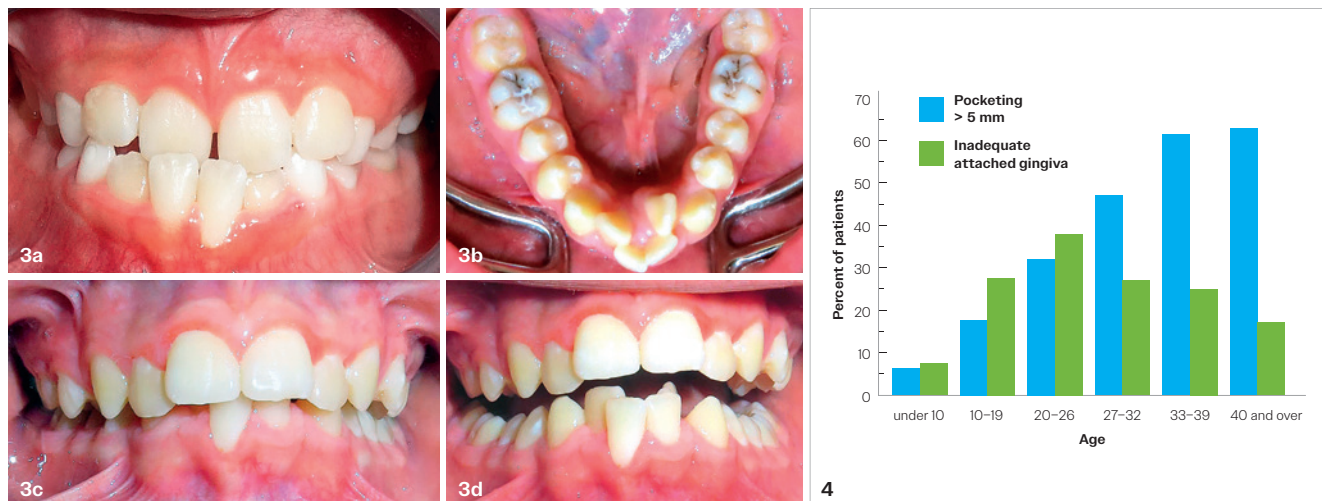 3a
3b
3c
3d
Percent of patients
70
60
50
40
30
20
10
0
Pocketing
> 5 mm
Inadequate
attached gingiva
under 10
10–19
20–26
27–32
33–39
40 and over
Age
4